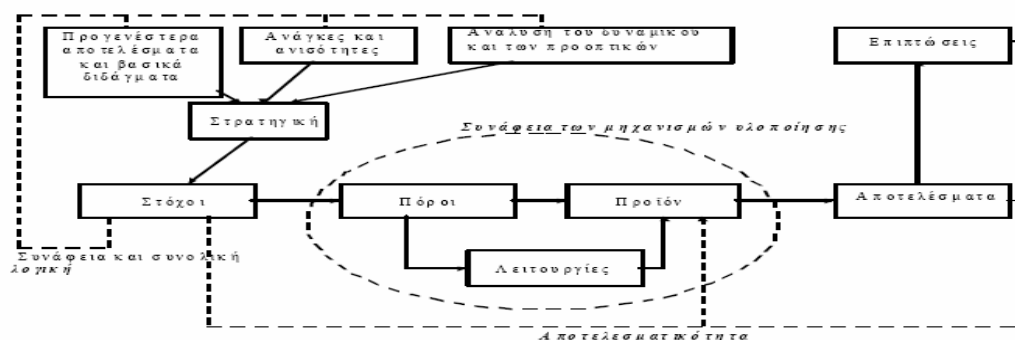 Προγενέστερα
αποτελέσματα
και βασικά
διδάγματα
Ανάγκες και
ανισότητες
Ανάλυση του δυναμικού
και των προοπτικών
Επιπτώσεις
Στρατηγική
Συνάφεια των μηχανισμών υλοποίησης
Στόχοι
Πόροι
Προϊόν
Αποτελέσματα
Συνάφεια και συνολική
λογική
Λειτουργίες
Αποτελεσματικότητα